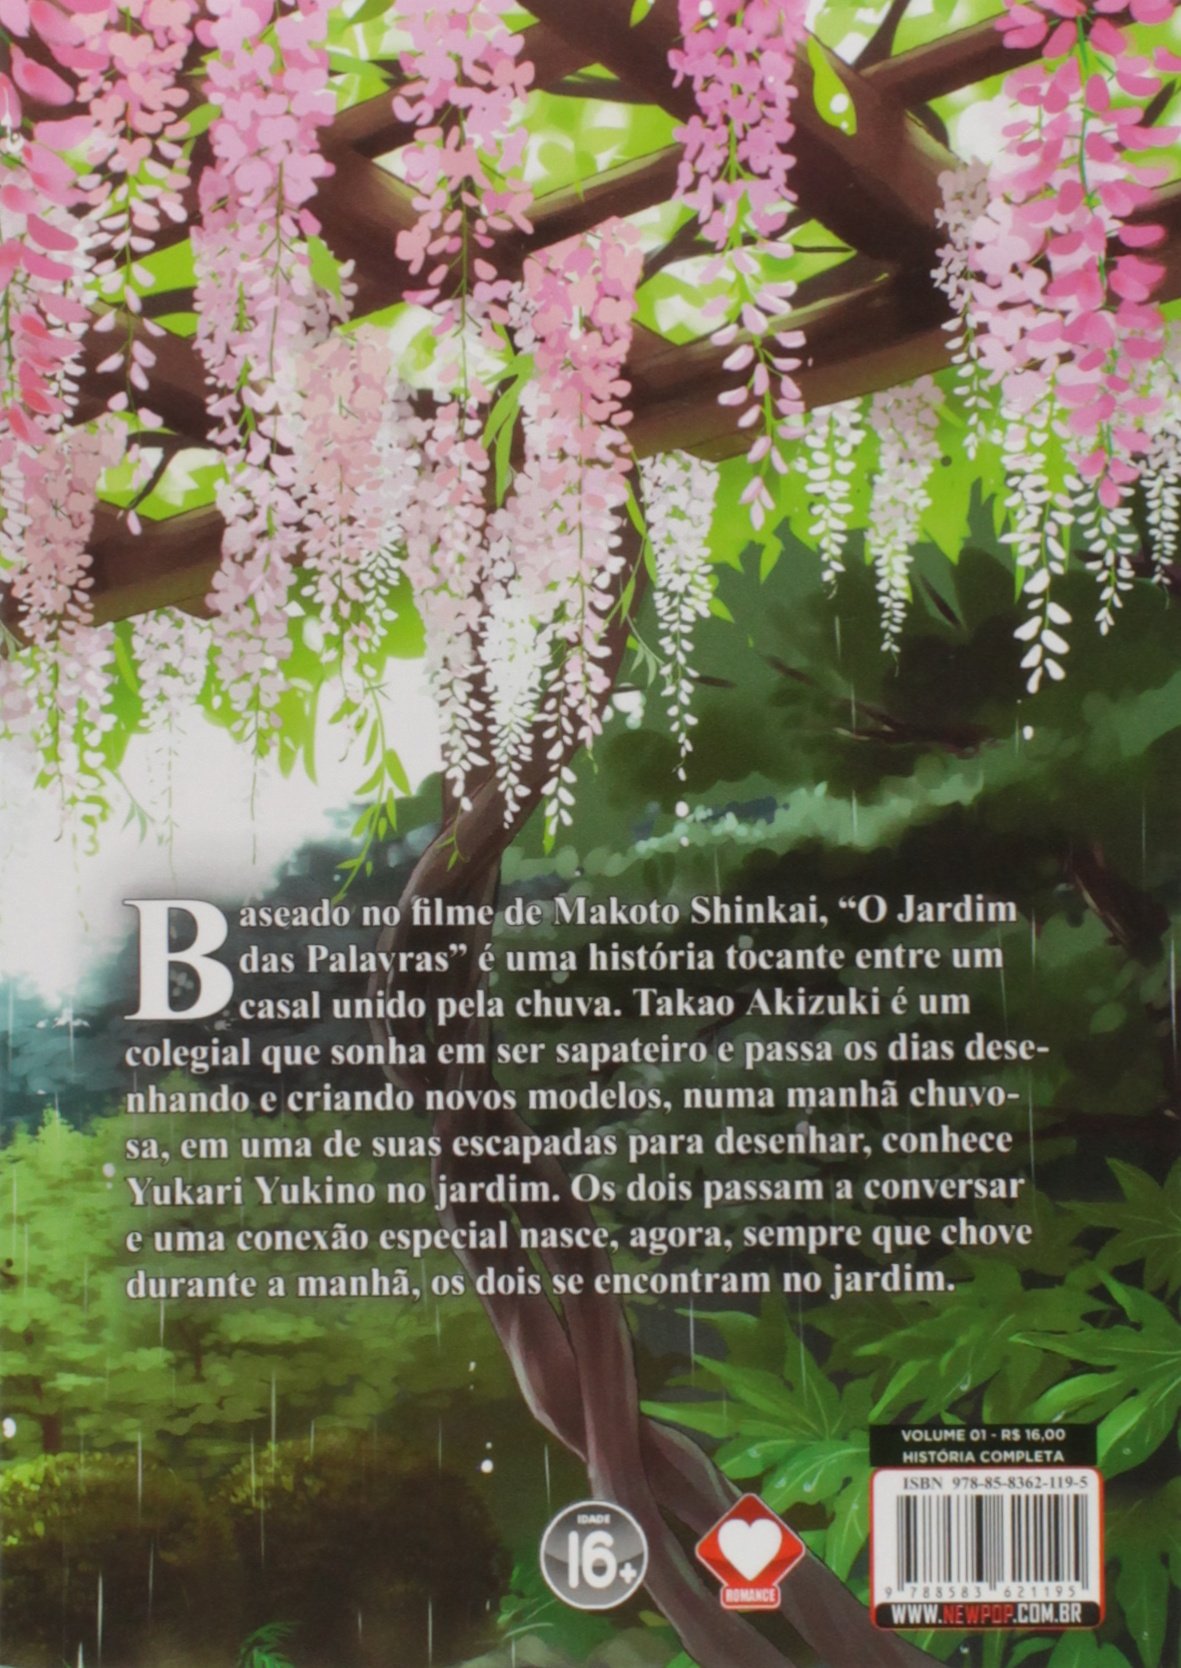 Baseado no filme de Makoto Shinkai, “O Jardim
das Palavras” é uma história tocante entre um
casal unido pela chuva. Takao Akizuki é um
colegial que sonha em ser sapateiro e passa os dias dese-
nhando e criando novos modelos, numa manhã chuvo-
sa, em uma de suas escapadas para desenhar, conhece
Yukari Yukino no jardim. Os dois passam a conversar
e uma conexão especial nasce, agora, sempre que chove
durante a manhã, os dois se encontram no jardim.
VOLUME 01 - R$ 16,00
HISTÓRIA COMPLETA
ISBN 978-85-8362-119-5
9 788583 621195
WWW.NEWPOP.COM.BR
IDADE
16+
ROMANCE